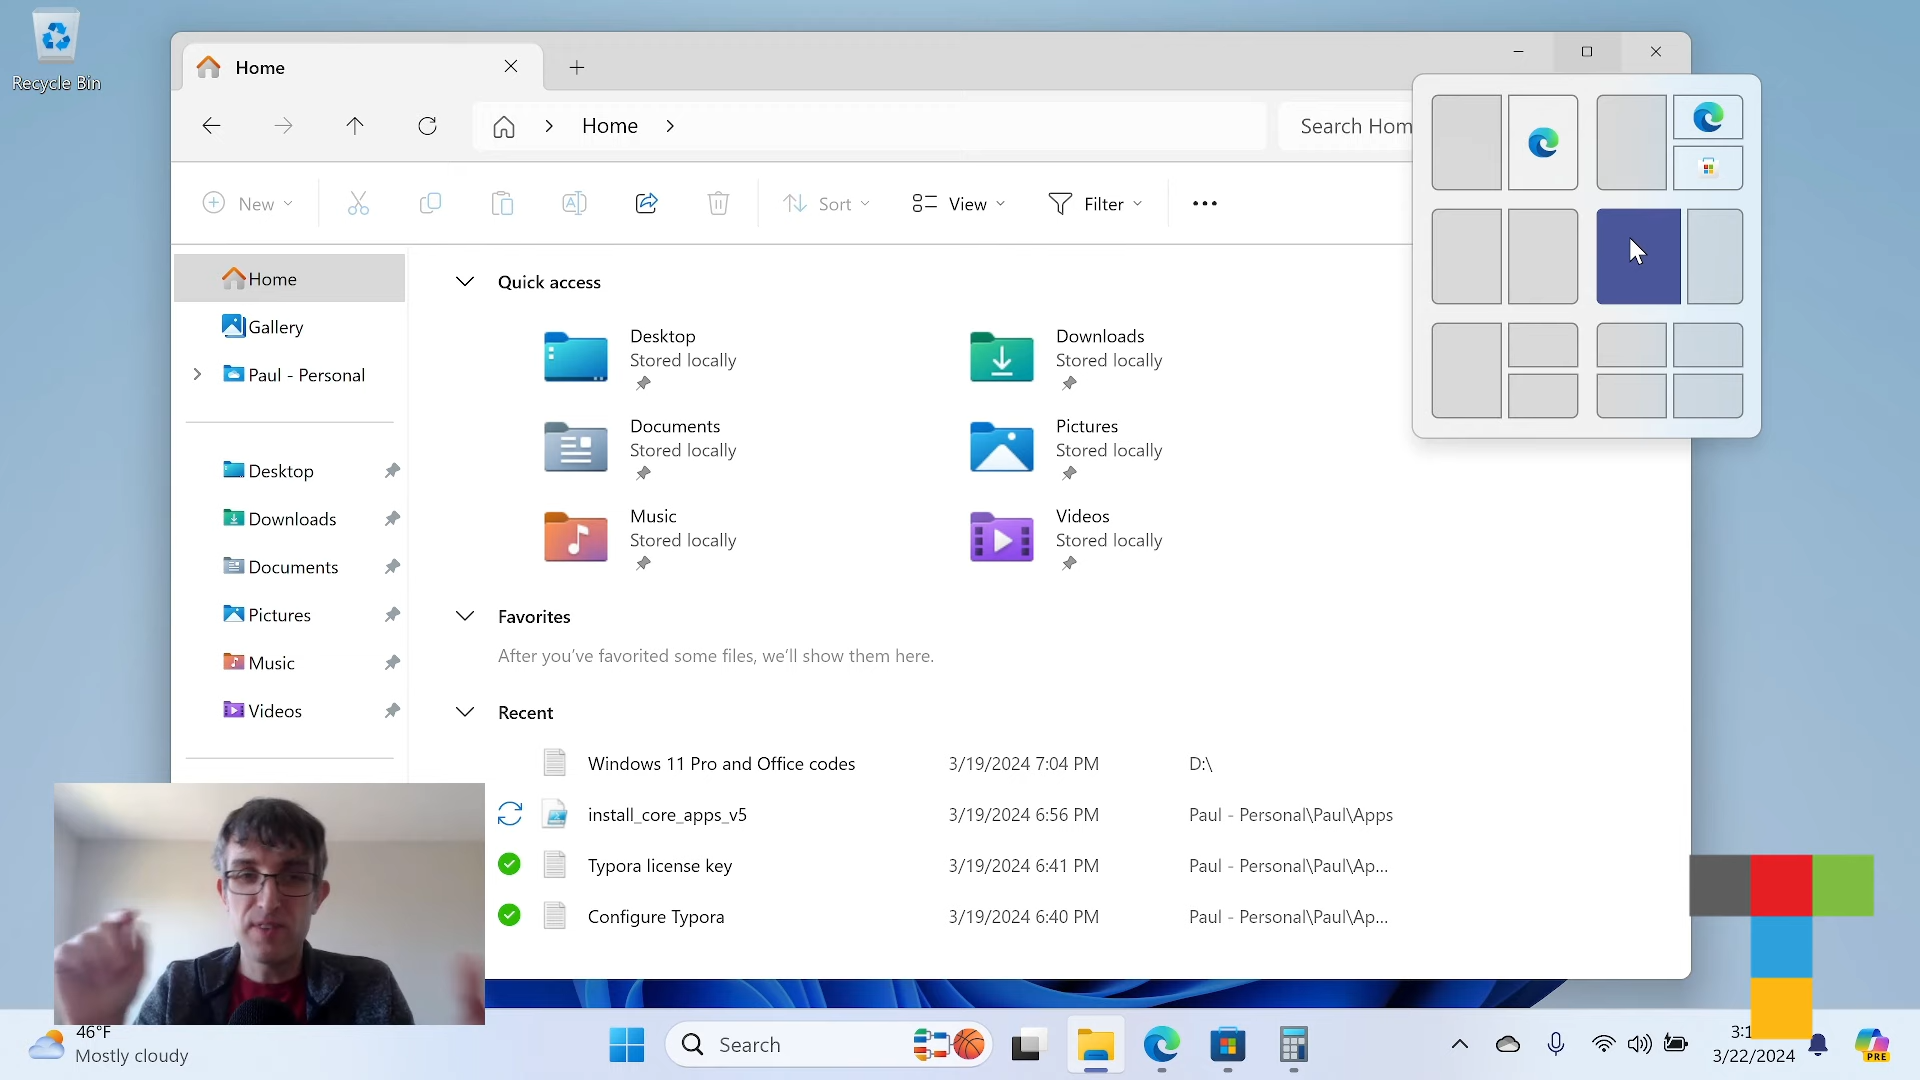 Recycle Bin
Home
Home
Search Hom
New
Sort
View
Filter
Home
Gallery
Paul - Personal
Desktop
Downloads
Documents
Pictures
Music
Videos
Quick access
Desktop
Stored locally
Downloads
Stored locally
Documents
Stored locally
Pictures
Stored locally
Music
Stored locally
Videos
Stored locally
Favorites
After you've favorited some files, we'll show them here.
Recent
Windows 11 Pro and Office codes 3/19/2024 7:04 PM D:\
install_core_apps_v5 3/19/2024 6:56 PM Paul - Personal\Paul\Apps
Typora license key 3/19/2024 6:41 PM Paul - Personal\Paul\Ap...
Configure Typora 3/19/2024 6:40 PM Paul - Personal\Paul\Ap...
46°F
Mostly cloudy
Search
3:1
3/22/2024
PRE